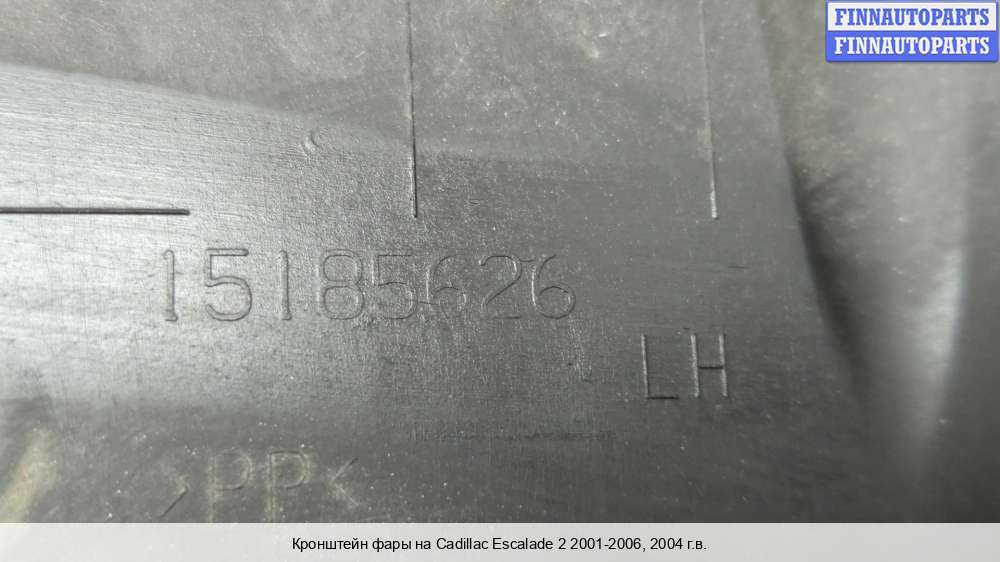 FINNAUTOPARTS
FINNAUTOPARTS
15185626
LH
>PP<
Кронштейн фары на Cadillac Escalade 2 2001-2006, 2004 г.в.